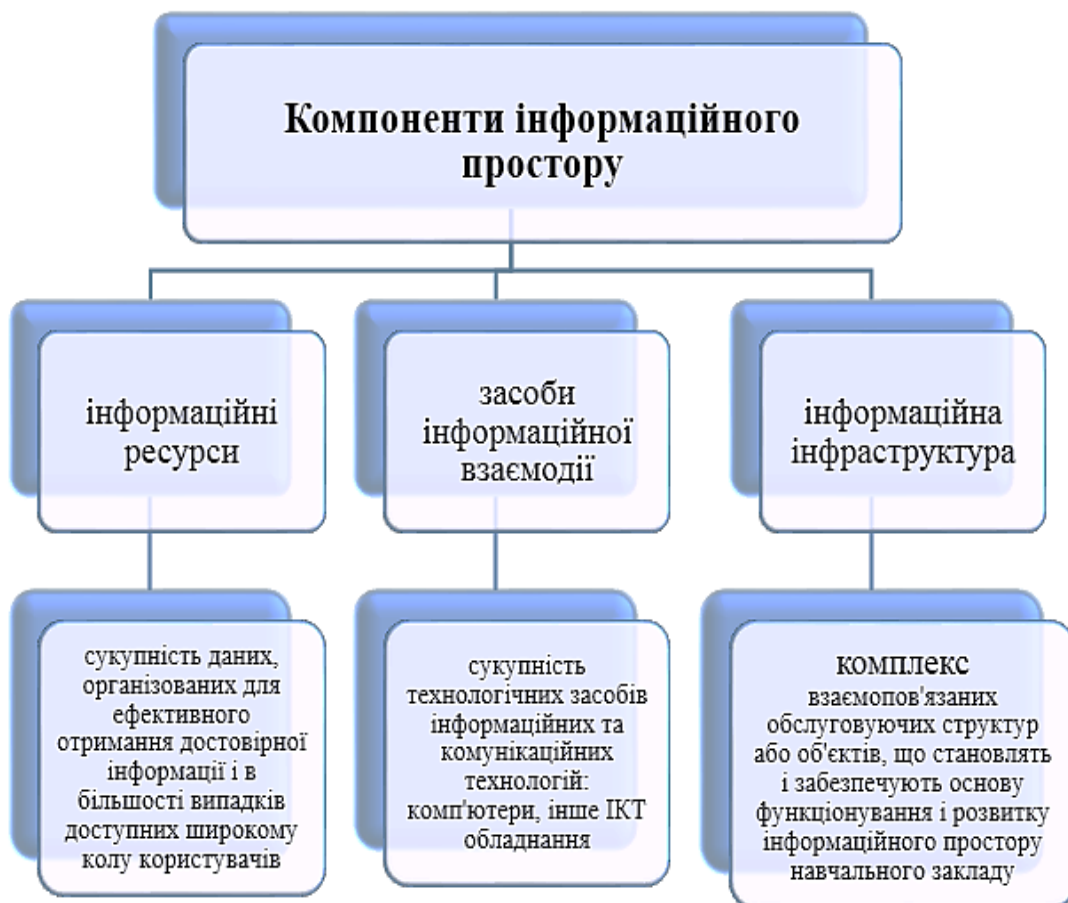 Компоненти інформаційного
простору
інформаційні
ресурси
засоби
інформаційної
взаємодії
інформаційна
інфраструктура
сукупність даних,
організованих для
ефективного
отримання достовірної
інформації і в
більшості випадків
доступних широкому
колу користувачів
сукупність
технологічних засобів
інформаційних та
комунікаційних
технологій:
комп'ютери, інше ІКТ
обладнання
комплекс
взаємопов'язаних
обслуговуючих структур
або об'єктів, що становлять
і забезпечують основу
функціонування і розвитку
інформаційного простору
навчального закладу